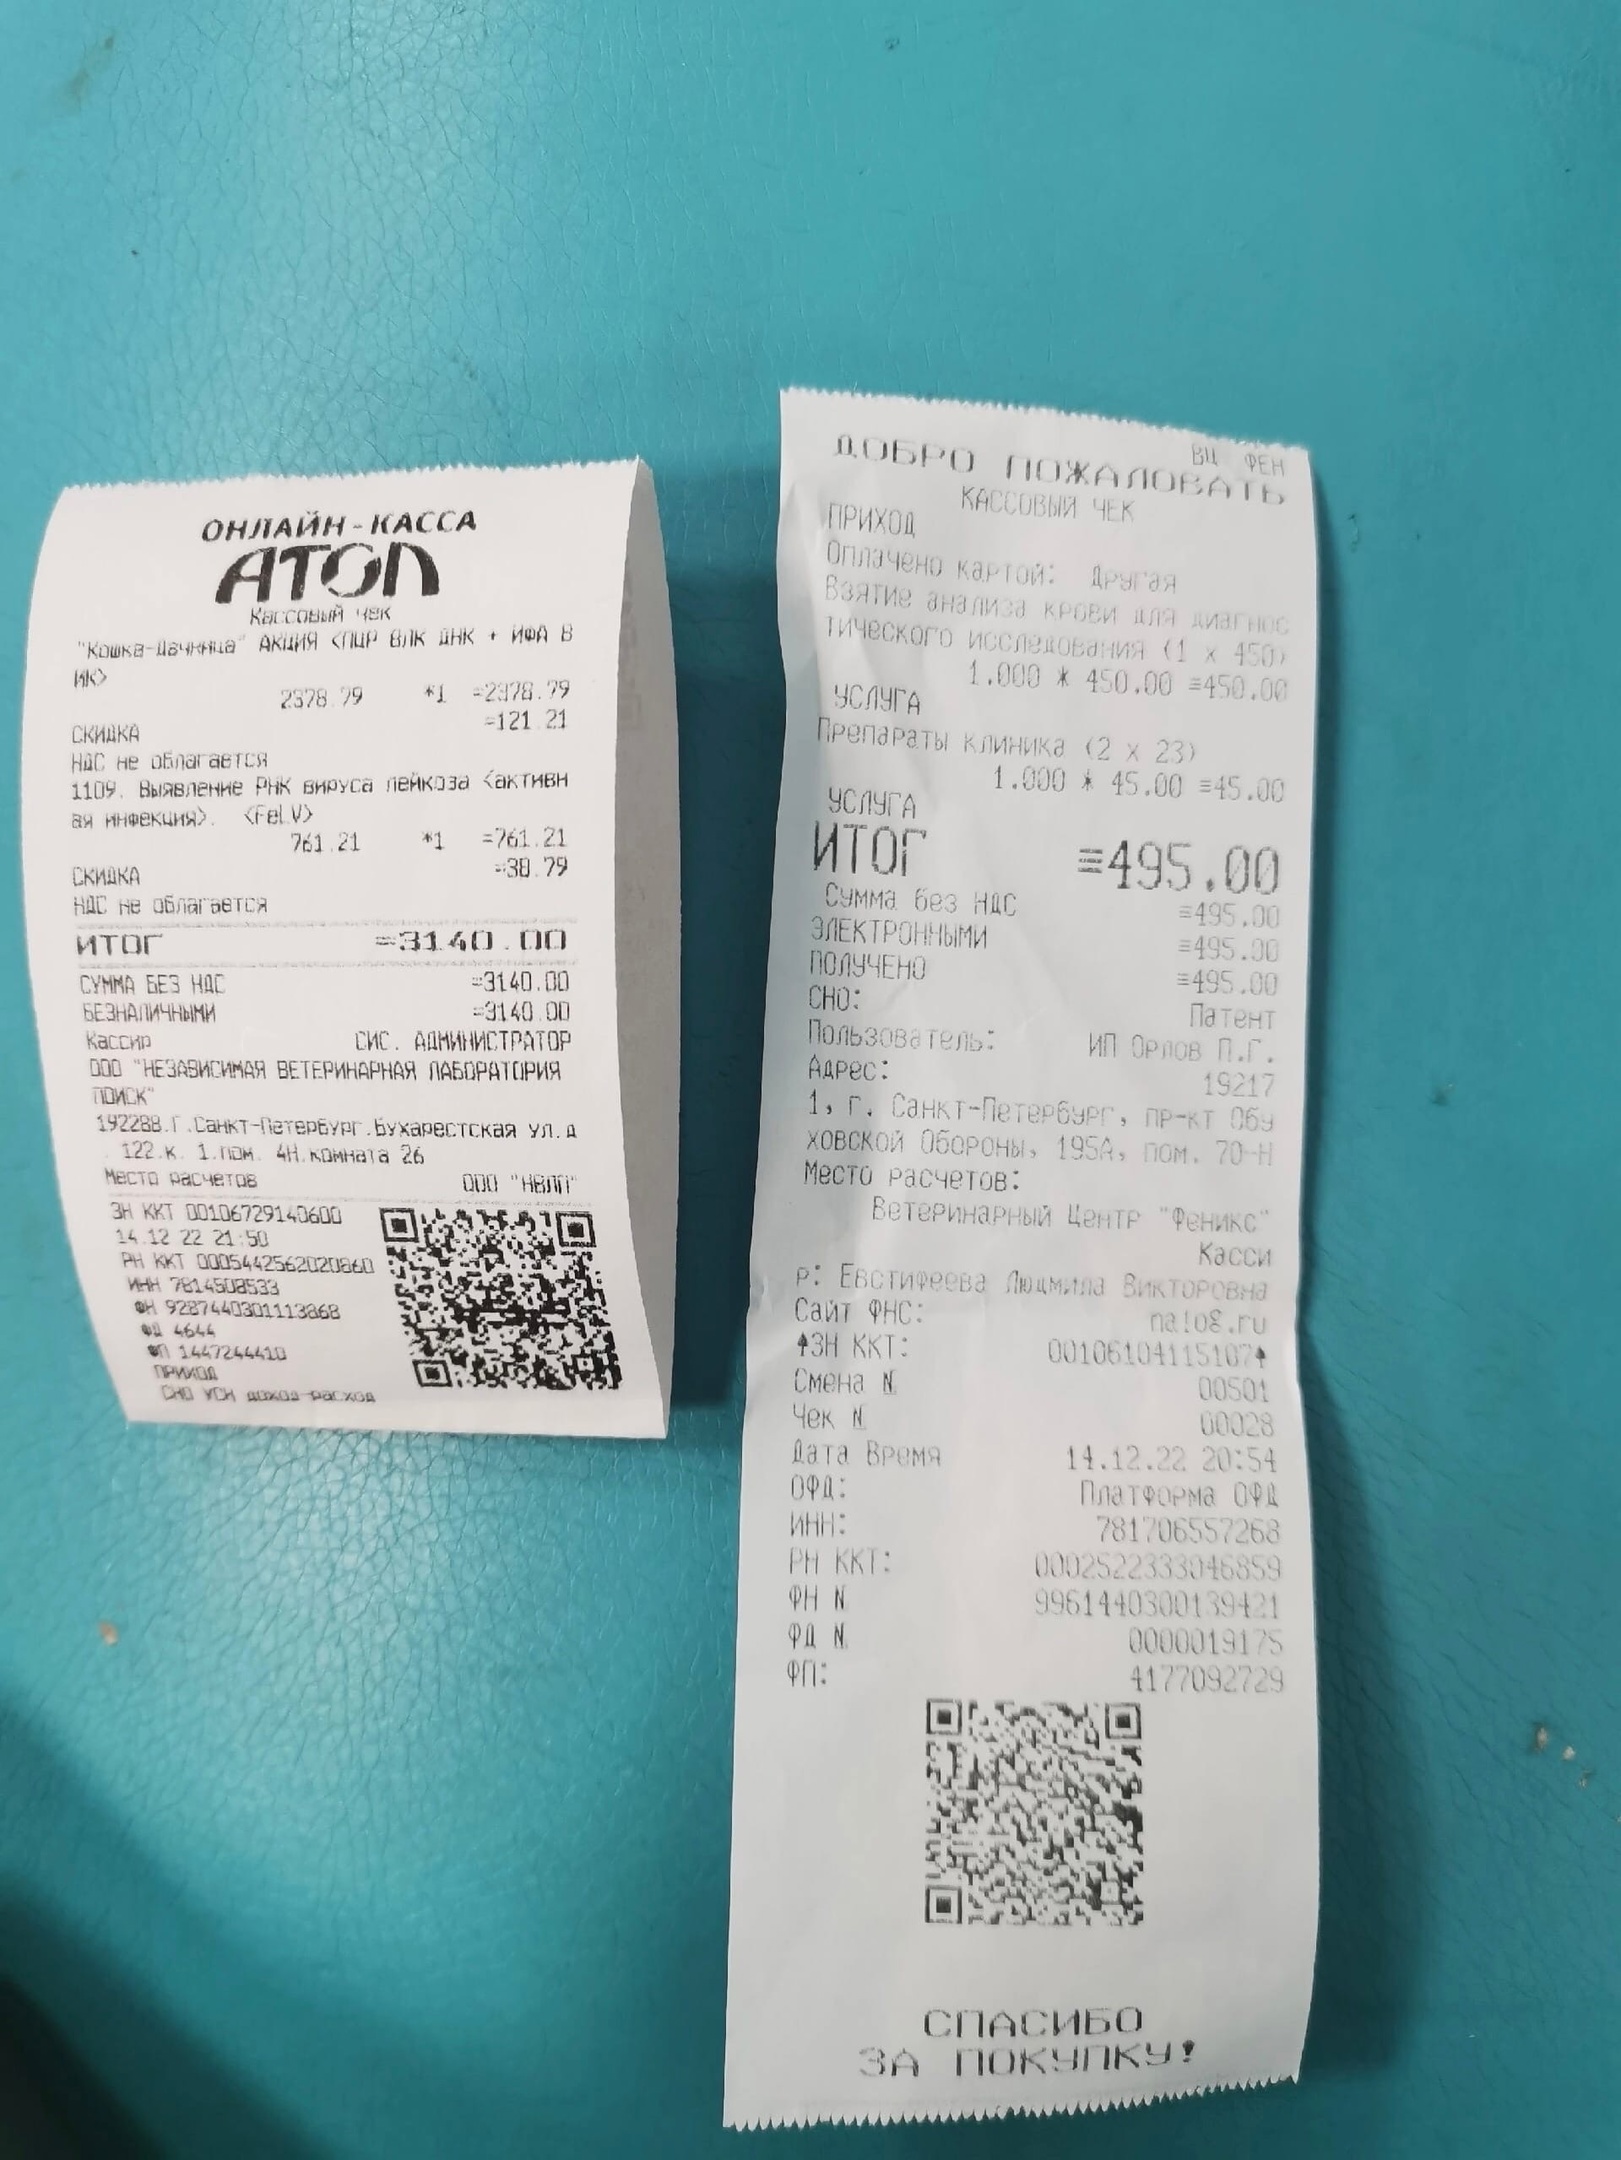 ОНЛАЙН-КАССА
АТОЛ
Кассовый чек
"Кошка-Дачница" АКЦИЯ <ПЦР ВЛК ДНК + ИФА В
ИК>
2378.79 *1 =2378.79
СКИДКА =121.21
НДС не облагается
1109. Выявление РНК вируса лейкоза <активн
ая инфекция>. <FeLV>
761.21 *1 =761.21
СКИДКА =38.79
НДС не облагается
ИТОГ =3140.00
СУММА БЕЗ НДС =3140.00
БЕЗНАЛИЧНЫМИ =3140.00
Кассир СИС. АДМИНИСТРАТОР
ООО "НЕЗАВИСИМАЯ ВЕТЕРИНАРНАЯ ЛАБОРАТОРИЯ
ПОИСК"
192288.Г.Санкт-Петербург.Бухарестская ул.д
. 122.к. 1.пом. 4Н.комната 26
Место расчетов ООО "НВЛП"
ЗН ККТ 00106729140600
14.12.22 21:50
РН ККТ 0005442562020860
ИНН 7814508533
ФН 9287440301113868
ФД 4644
ФП 1447244410
ПРИХОД
СНО УСН доход-расход
ВЦ ФЕН
ДОБРО ПОЖАЛОВАТЬ
КАССОВЫЙ ЧЕК
ПРИХОД
Оплачено картой: Другая
Взятие анализа крови для диагнос
тического исследования (1 x 450)
1.000 * 450.00 ≡450.00
УСЛУГА
Препараты клиника (2 x 23)
1.000 * 45.00 ≡45.00
УСЛУГА
ИТОГ ≡495.00
Сумма без НДС ≡495.00
ЭЛЕКТРОННЫМИ ≡495.00
ПОЛУЧЕНО ≡495.00
СНО: Патент
Пользователь: ИП Орлов П.Г.
Адрес: 19217
1, г. Санкт-Петербург, пр-кт Обу
ховской Обороны, 195А, пом. 70-Н
Место расчетов:
Ветеринарный Центр "Феникс"
Касси
р: Евстифеева Людмила Викторовна
Сайт ФНС: nalog.ru
↑ЗН ККТ: 00106104115107↑
Смена № 00501
Чек № 00028
Дата Время 14.12.22 20:54
ОФД: Платформа ОФД
ИНН: 781706557268
РН ККТ: 0002522333046859
ФН № 9961440300139421
ФД № 0000019175
ФП: 4177092729
СПАСИБО
ЗА ПОКУПКУ!